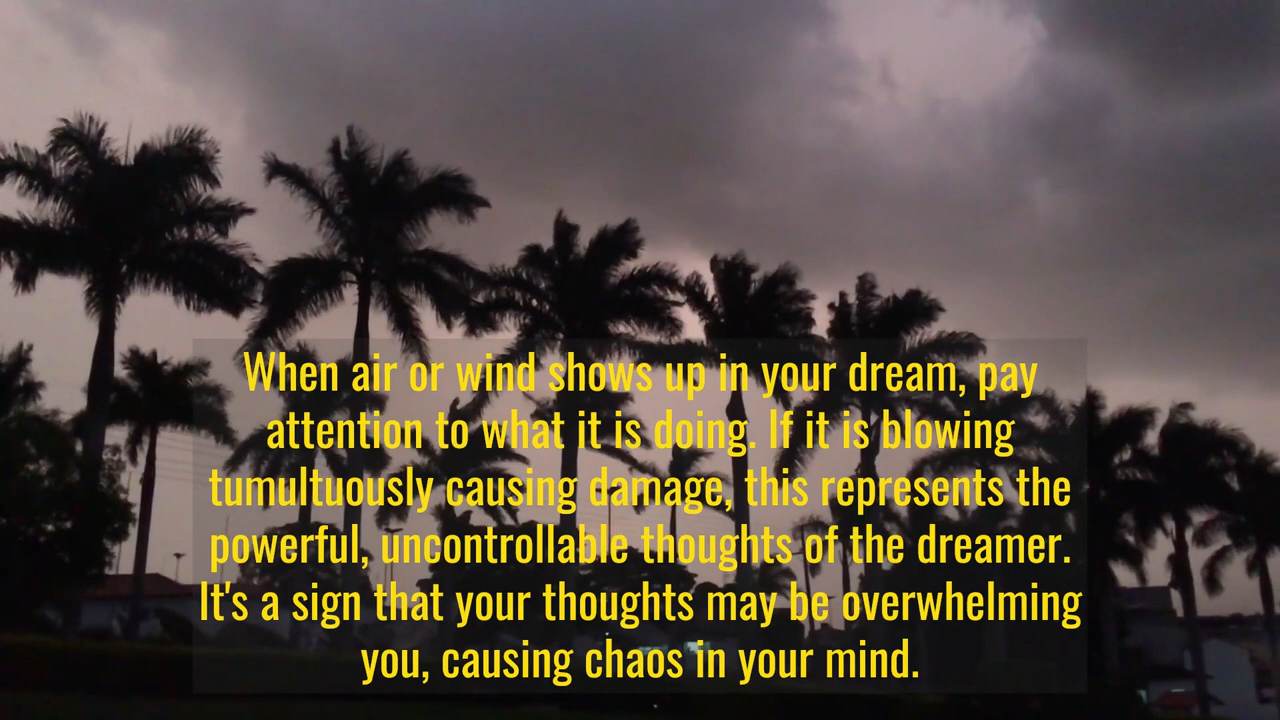 When air or wind shows up in your dream, pay
attention to what it is doing. If it is blowing
tumultuously causing damage, this represents the
powerful, uncontrollable thoughts of the dreamer.
It's a sign that your thoughts may be overwhelming
you, causing chaos in your mind.